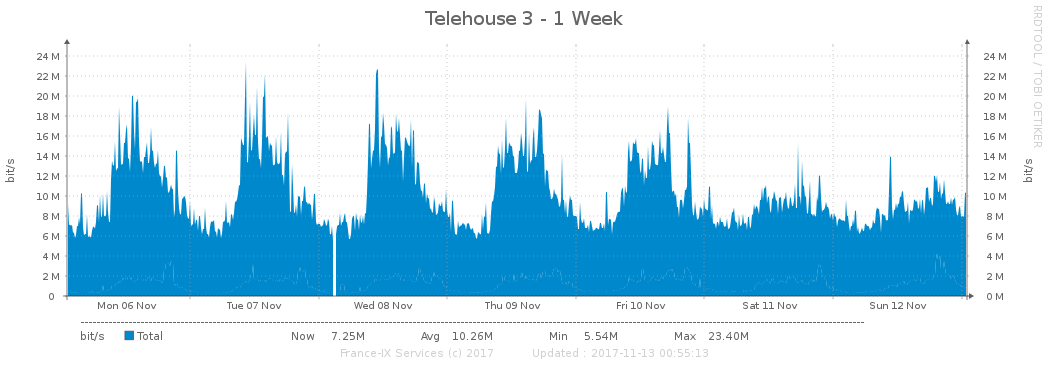 Telehouse 3 - 1 Week
RRDTOOL / TOBI OETIKER
bit/s
bit/s
24 M 24 M
22 M 22 M
20 M 20 M
18 M 18 M
16 M 16 M
14 M 14 M
12 M 12 M
10 M 10 M
8 M 8 M
6 M 6 M
4 M 4 M
2 M 2 M
0 0 M
Mon 06 Nov Tue 07 Nov Wed 08 Nov Thu 09 Nov Fri 10 Nov Sat 11 Nov Sun 12 Nov
bit/s Total Now 7.25M Avg 10.26M Min 5.54M Max 23.40M
France-IX Services (c) 2017 Updated : 2017-11-13 00:55:13